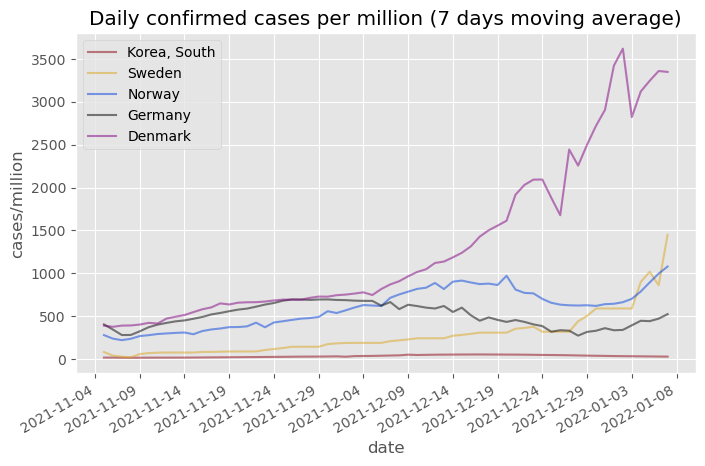 Daily confirmed cases per million (7 days moving average)
Korea, South
Sweden
Norway
Germany
Denmark
cases/million
3500
3000
2500
2000
1500
1000
500
0
2021-11-04
2021-11-09
2021-11-14
2021-11-19
2021-11-24
2021-11-29
2021-12-04
2021-12-09
2021-12-14
2021-12-19
2021-12-24
2021-12-29
2022-01-03
2022-01-08
date